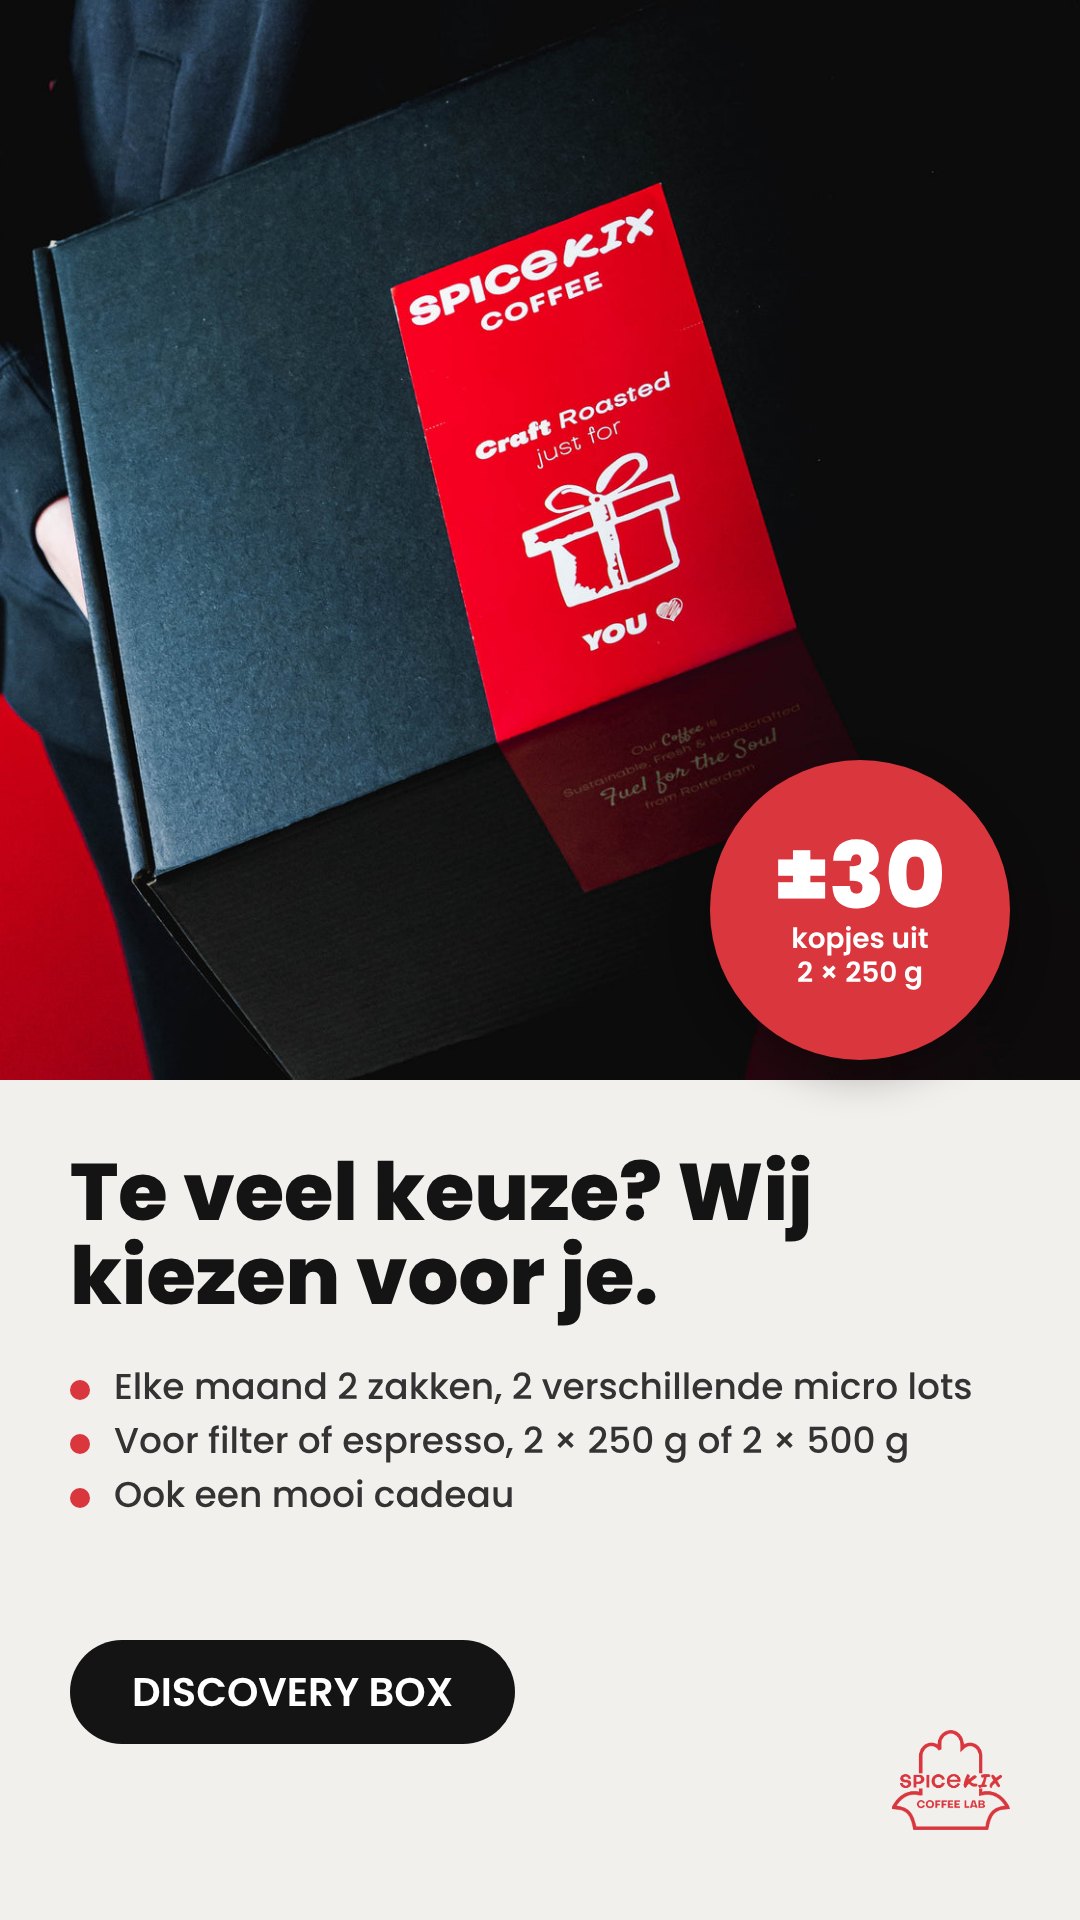 SPICEKIX
COFFEE
Craft Roasted
just for
YOU
Our Coffee is
Sustainable, Fresh & Handcrafted
Fuel for the Soul
from Rotterdam
±30
kopjes uit
2 × 250 g
Te veel keuze? Wij
kiezen voor je.
Elke maand 2 zakken, 2 verschillende micro lots
Voor filter of espresso, 2 × 250 g of 2 × 500 g
Ook een mooi cadeau
DISCOVERY BOX
SPICEKIX
COFFEE LAB